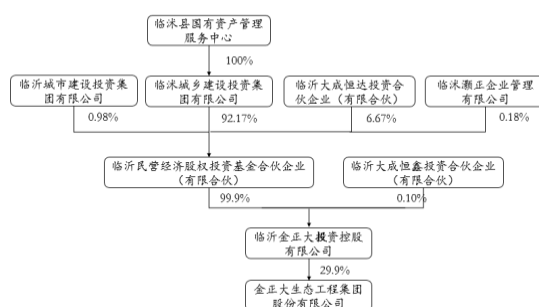 临沭县国有资产管理
服务中心
100%
临沂城市建设投资集
团有限公司
临沭城乡建设投资集
团有限公司
临沂大成恒达投资合
伙企业（有限合伙）
临沭灏正企业管理
有限公司
0.98%
92.17%
6.67%
0.18%
临沂民营经济股权投资基金合伙企业
（有限合伙）
临沂大成恒鑫投资合伙企业
（有限合伙）
99.9%
0.10%
临沂金正大投资控股
有限公司
29.9%
金正大生态工程集团
股份有限公司